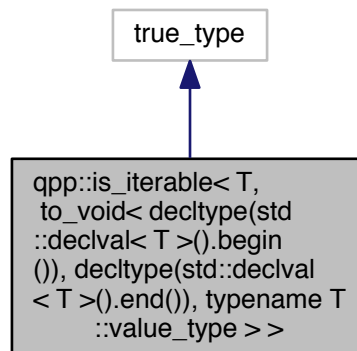 true_type
qpp::is_iterable< T,
to_void< decltype(std
::declval< T >().begin
()), decltype(std::declval
< T >().end()), typename T
::value_type > >